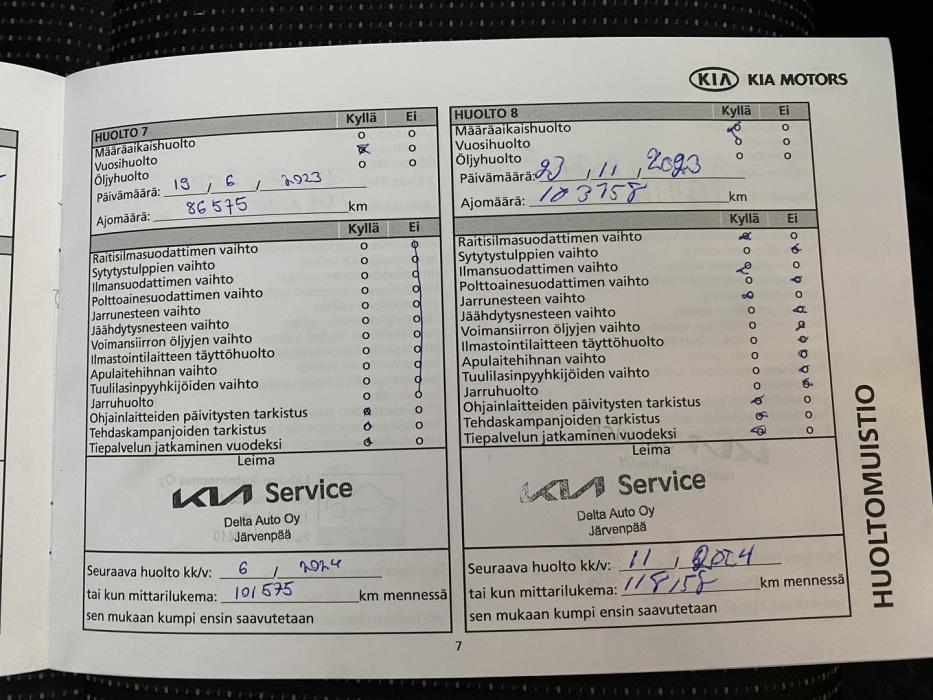 KIA KIA MOTORS
HUOLTO 7 Kyllä Ei
Määräaikaishuolto
Vuosihuolto
Öljyhuolto
Päivämäärä: 19 / 6 / 2023
Ajomäärä: 86575 km
Kyllä Ei
Raitisilmasuodattimen vaihto
Sytytystulppien vaihto
Ilmansuodattimen vaihto
Polttoainesuodattimen vaihto
Jarrunesteen vaihto
Jäähdytysnesteen vaihto
Voimansiirron öljyjen vaihto
Ilmastointilaitteen täyttöhuolto
Apulaitehihnan vaihto
Tuulilasinpyyhkijöiden vaihto
Jarruhuolto
Ohjainlaitteiden päivitysten tarkistus
Tehdaskampanjoiden tarkistus
Tiepalvelun jatkaminen vuodeksi
Leima
KIA Service
Delta Auto Oy
Järvenpää
Seuraava huolto kk/v: 6 / 2024
tai kun mittarilukema: 101575 km mennessä
sen mukaan kumpi ensin saavutetaan
HUOLTO 8 Kyllä Ei
Määräaikaishuolto
Vuosihuolto
Öljyhuolto
Päivämäärä: 23 / 11 / 2023
Ajomäärä: 103758 km
Kyllä Ei
Raitisilmasuodattimen vaihto
Sytytystulppien vaihto
Ilmansuodattimen vaihto
Polttoainesuodattimen vaihto
Jarrunesteen vaihto
Jäähdytysnesteen vaihto
Voimansiirron öljyjen vaihto
Ilmastointilaitteen täyttöhuolto
Apulaitehihnan vaihto
Tuulilasinpyyhkijöiden vaihto
Jarruhuolto
Ohjainlaitteiden päivitysten tarkistus
Tehdaskampanjoiden tarkistus
Tiepalvelun jatkaminen vuodeksi
Leima
KIA Service
Delta Auto Oy
Järvenpää
Seuraava huolto kk/v: 11 / 2024
tai kun mittarilukema: 118158 km mennessä
sen mukaan kumpi ensin saavutetaan
HUOLTOMUISTIO
7